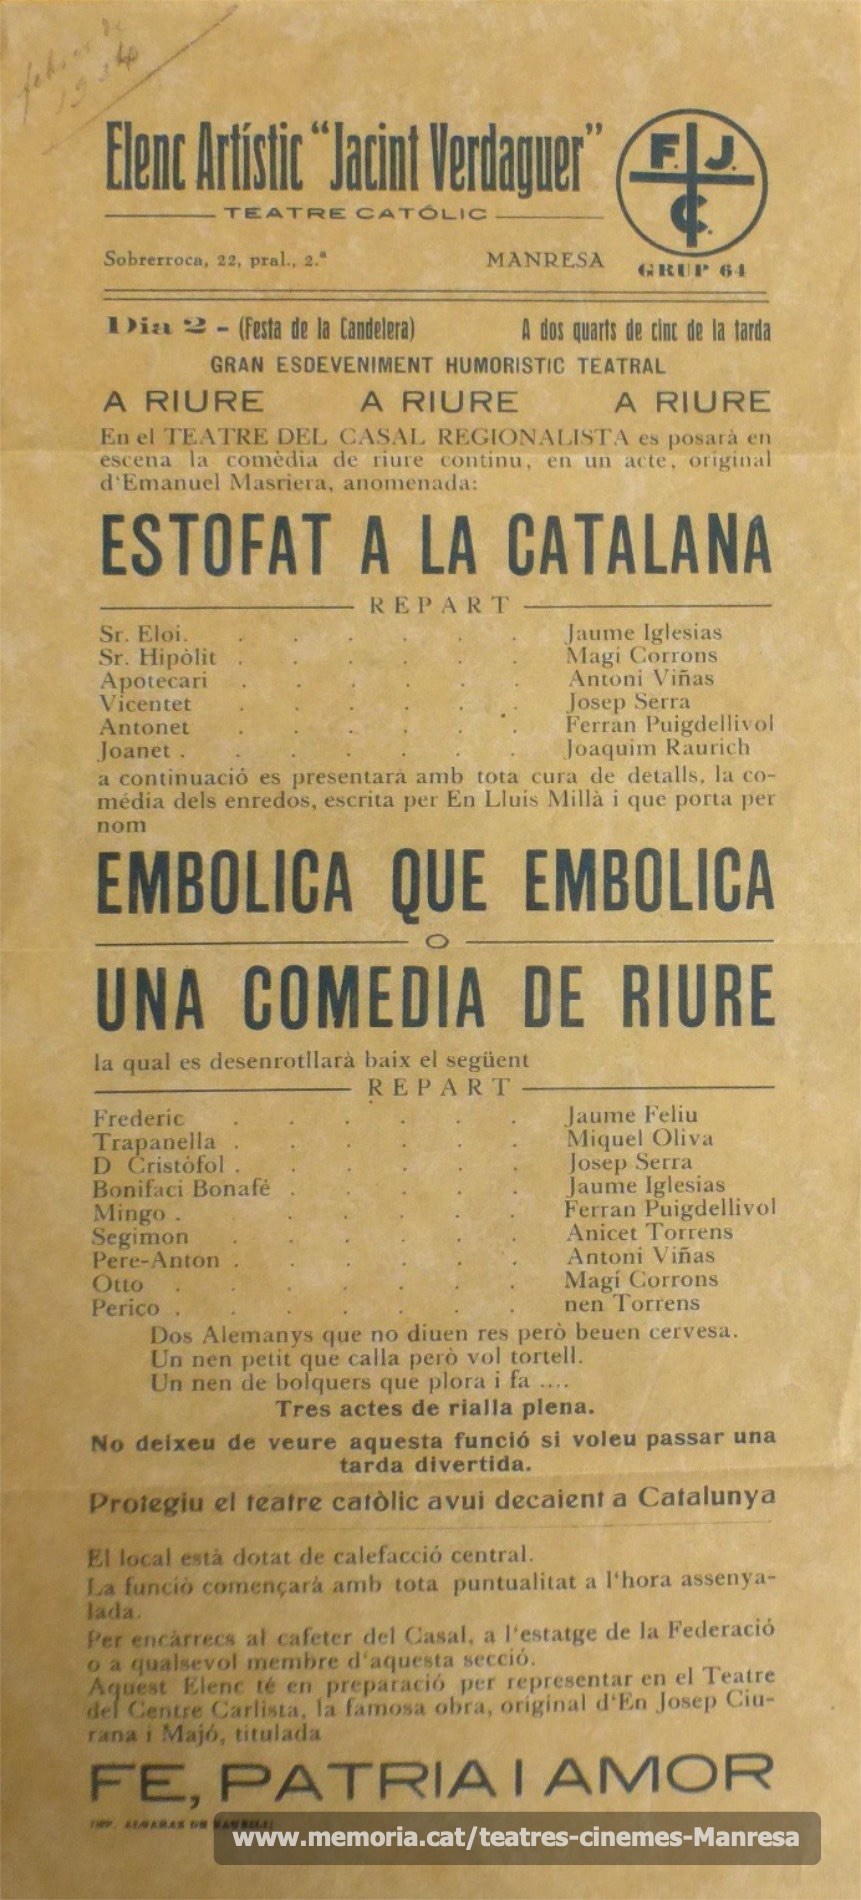 febrer de
1934
Elenc Artístic "Jacint Verdaguer"
TEATRE CATÓLIC
Sobrerroca, 22, pral., 2.ª MANRESA
F. J.
C.
GRUP 64
Dia 2 - (Festa de la Candelera) A dos quarts de cinc de la tarda
GRAN ESDEVENIMENT HUMORISTIC TEATRAL
A RIURE A RIURE A RIURE
En el TEATRE DEL CASAL REGIONALISTA es posarà en
escena la comèdia de riure continu, en un acte, original
d'Emanuel Masriera, anomenada:
ESTOFAT A LA CATALANA
REPART
Sr. Eloi. . . . . . . Jaume Iglesias
Sr. Hipòlit . . . . . . Magí Corrons
Apotecari . . . . . . Antoni Viñas
Vicentet . . . . . . Josep Serra
Antonet . . . . . . Ferran Puigdellivol
Joanet . . . . . . . Joaquim Raurich
a continuació es presentarà amb tota cura de detalls, la co-
média dels enredos, escrita per En Lluis Millà i que porta per
nom
EMBOLICA QUE EMBOLICA
O
UNA COMEDIA DE RIURE
la qual es desenrotllarà baix el següent
REPART
Frederic . . . . . . Jaume Feliu
Trapanella . . . . . . Miquel Oliva
D Cristòfol . . . . . . Josep Serra
Bonifaci Bonafé . . . . . Jaume Iglesias
Mingo . . . . . . Ferran Puigdellivol
Segimon . . . . . . Anicet Torrens
Pere-Anton . . . . . . Antoni Viñas
Otto . . . . . . . Magí Corrons
Perico . . . . . . . nen Torrens
Dos Alemanys que no diuen res però beuen cervesa.
Un nen petit que calla però vol tortell.
Un nen de bolquers que plora i fa ....
Tres actes de rialla plena.
No deixeu de veure aquesta funció si voleu passar una
tarda divertida.
Protegiu el teatre catòlic avui decaient a Catalunya
El local està dotat de calefacció central.
La funció començarà amb tota puntualitat a l'hora assenya-
lada.
Per encàrrecs al cafeter del Casal, a l'estatge de la Federació
o a qualsevol membre d'aquesta secció.
Aquest Elenc té en preparació per representar en el Teatre
del Centre Carlista, la famosa obra, original d'En Josep Ciu-
rana i Majó, titulada
FE, PATRIA I AMOR
IMP.
www.memoria.cat/teatres-cinemes-Manresa